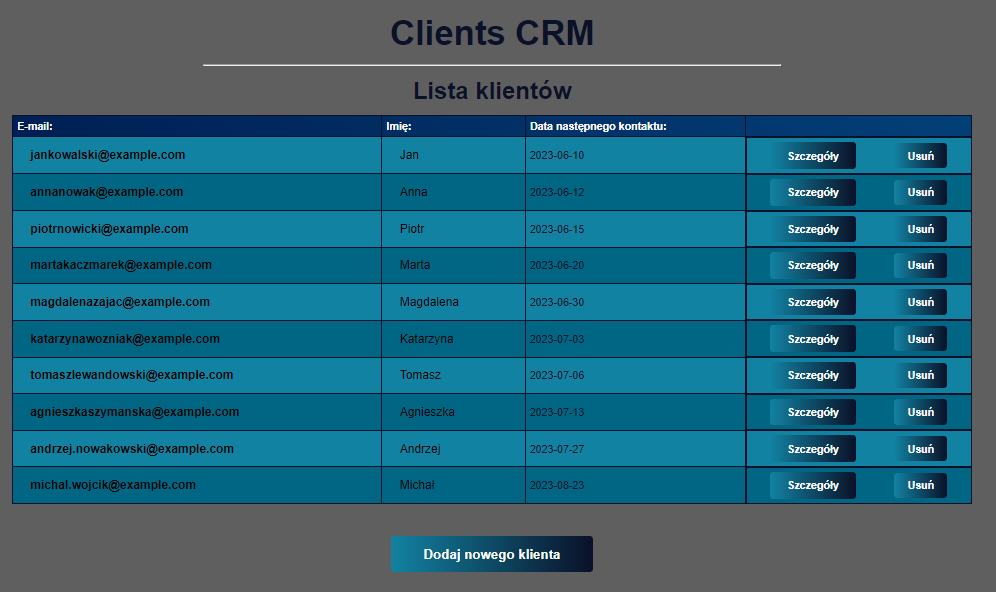 Clients CRM
Lista klientów
E-mail: Imię: Data następnego kontaktu:
jankowalski@example.com Jan 2023-06-10 Szczegóły Usuń
annanowak@example.com Anna 2023-06-12 Szczegóły Usuń
piotrnowicki@example.com Piotr 2023-06-15 Szczegóły Usuń
martakaczmarek@example.com Marta 2023-06-20 Szczegóły Usuń
magdalenazajac@example.com Magdalena 2023-06-30 Szczegóły Usuń
katarzynawozniak@example.com Katarzyna 2023-07-03 Szczegóły Usuń
tomaszlewandowski@example.com Tomasz 2023-07-06 Szczegóły Usuń
agnieszkaszymanska@example.com Agnieszka 2023-07-13 Szczegóły Usuń
andrzej.nowakowski@example.com Andrzej 2023-07-27 Szczegóły Usuń
michal.wojcik@example.com Michał 2023-08-23 Szczegóły Usuń
Dodaj nowego klienta